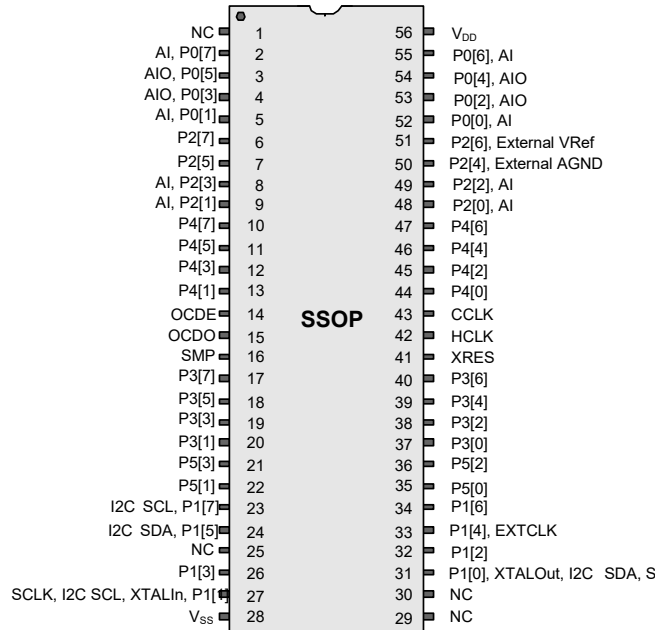 NC 1 56 VDD
AI, P0[7] 2 55 P0[6], AI
AIO, P0[5] 3 54 P0[4], AIO
AIO, P0[3] 4 53 P0[2], AIO
AI, P0[1] 5 52 P0[0], AI
P2[7] 6 51 P2[6], External VRef
P2[5] 7 50 P2[4], External AGND
AI, P2[3] 8 49 P2[2], AI
AI, P2[1] 9 48 P2[0], AI
P4[7] 10 47 P4[6]
P4[5] 11 46 P4[4]
P4[3] 12 45 P4[2]
P4[1] 13 44 P4[0]
OCDE 14 SSOP 43 CCLK
OCDO 15 42 HCLK
SMP 16 41 XRES
P3[7] 17 40 P3[6]
P3[5] 18 39 P3[4]
P3[3] 19 38 P3[2]
P3[1] 20 37 P3[0]
P5[3] 21 36 P5[2]
P5[1] 22 35 P5[0]
I2C SCL, P1[7] 23 34 P1[6]
I2C SDA, P1[5] 24 33 P1[4], EXTCLK
NC 25 32 P1[2]
P1[3] 26 31 P1[0], XTALOut, I2C SDA, S
SCLK, I2C SCL, XTALIn, P1[1] 27 30 NC
VSS 28 29 NC